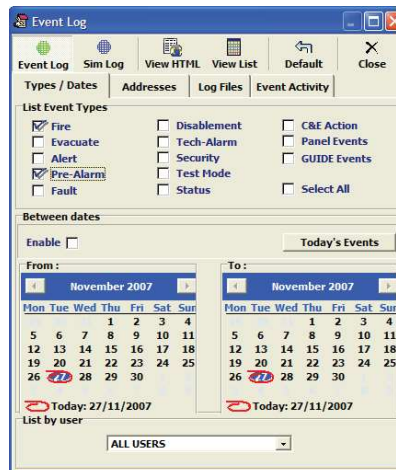 Event Log
Event Log Sim Log View HTML View List Default Close
Types / Dates Addresses Log Files Event Activity
List Event Types
Fire Disablement C&E Action
Evacuate Tech-Alarm Panel Events
Alert Security GUIDE Events
Pre-Alarm Test Mode
Fault Status Select All
Between dates
Enable Today's Events
From : To :
November 2007 November 2007
Mon Tue Wed Thu Fri Sat Sun Mon Tue Wed Thu Fri Sat Sun
1 2 3 4 1 2 3 4
5 6 7 8 9 10 11 5 6 7 8 9 10 11
12 13 14 15 16 17 18 12 13 14 15 16 17 18
19 20 21 22 23 24 25 19 20 21 22 23 24 25
26 27 28 29 30 26 27 28 29 30
Today: 27/11/2007 Today: 27/11/2007
List by user
ALL USERS